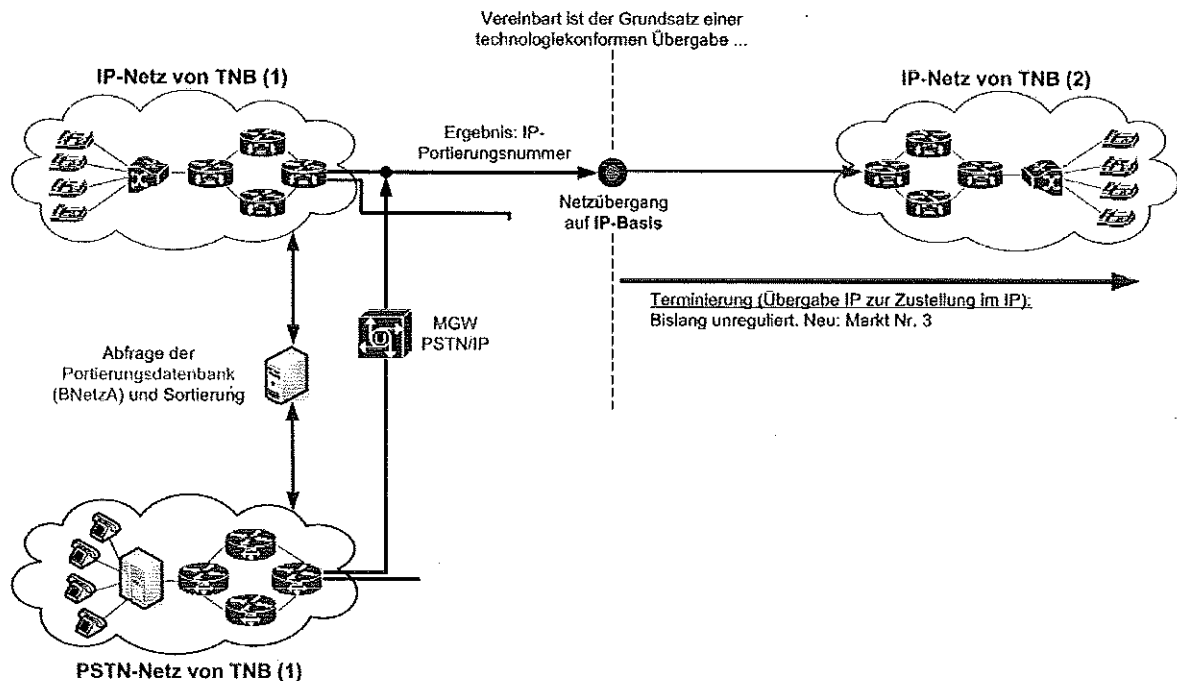 Vereinbart ist der Grundsatz einer
technologiekonformen Übergabe ...
IP-Netz von TNB (1)
IP-Netz von TNB (2)
Ergebnis: IP-
Portierungsnummer
Netzübergang
auf IP-Basis
Terminierung (Übergabe IP zur Zustellung im IP):
Bislang unreguliert. Neu: Markt Nr. 3
MGW
PSTN/IP
U
Abfrage der
Portierungsdatenbank
(BNetzA) und Sortierung
PSTN-Netz von TNB (1)